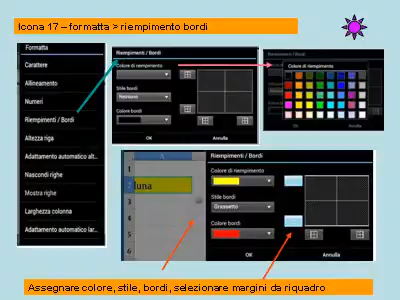 Icona 17 – formatta > riempimento bordi
Formatta
Carattere
Allineamento
Numeri
Riempimenti / Bordi
Altezza riga
Adattamento automatico alt...
Nascondi righe
Mostra righe
Larghezza colonna
Adattamento automatico lar...
Riempimenti / Bordi
Colore di riempimento
Stile bordi
Nessuno
Colore bordi
OK
Annulla
Colore di riempimento
OK
Annulla
A
1
2
luna
3
4
5
Riempimenti / Bordi
Colore di riempimento
Stile bordi
Grassetto
Colore bordi
OK
Annulla
Assegnare colore, stile, bordi, selezionare margini da riquadro